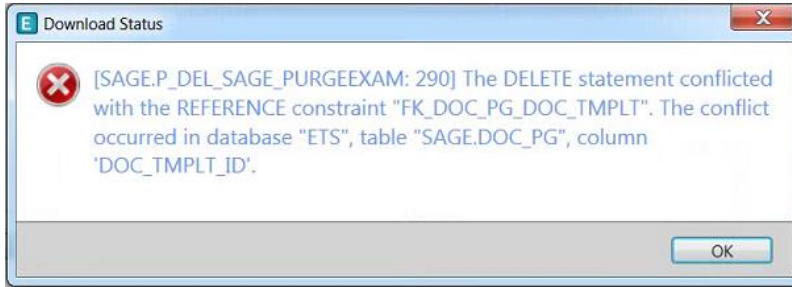 E Download Status
[SAGE.P_DEL_SAGE_PURGEEXAM: 290] The DELETE statement conflicted
with the REFERENCE constraint "FK_DOC_PG_DOC_TMPLT". The conflict
occurred in database "ETS", table "SAGE.DOC_PG", column
'DOC_TMPLT_ID'.
OK